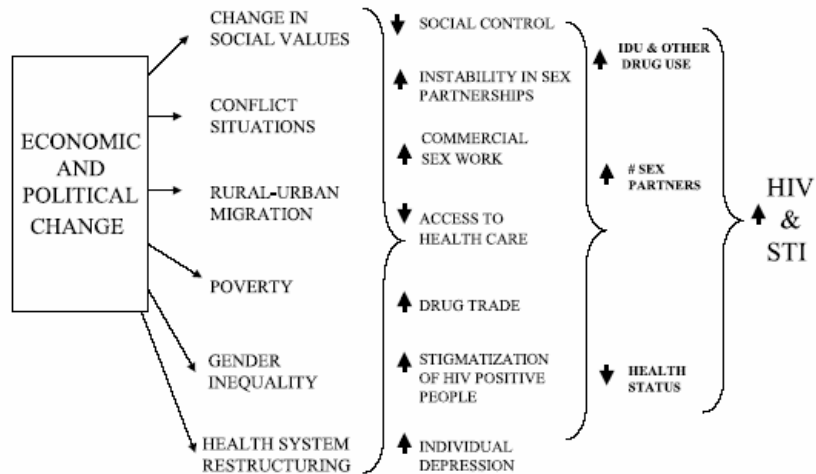 ECONOMIC
AND
POLITICAL
CHANGE
CHANGE IN
SOCIAL VALUES
CONFLICT
SITUATIONS
RURAL-URBAN
MIGRATION
POVERTY
GENDER
INEQUALITY
HEALTH SYSTEM
RESTRUCTURING
SOCIAL CONTROL
INSTABILITY IN SEX
PARTNERSHIPS
COMMERCIAL
SEX WORK
ACCESS TO
HEALTH CARE
DRUG TRADE
STIGMATIZATION
OF HIV POSITIVE
PEOPLE
INDIVIDUAL
DEPRESSION
IDU & OTHER
DRUG USE
# SEX
PARTNERS
HEALTH
STATUS
HIV
&
STI